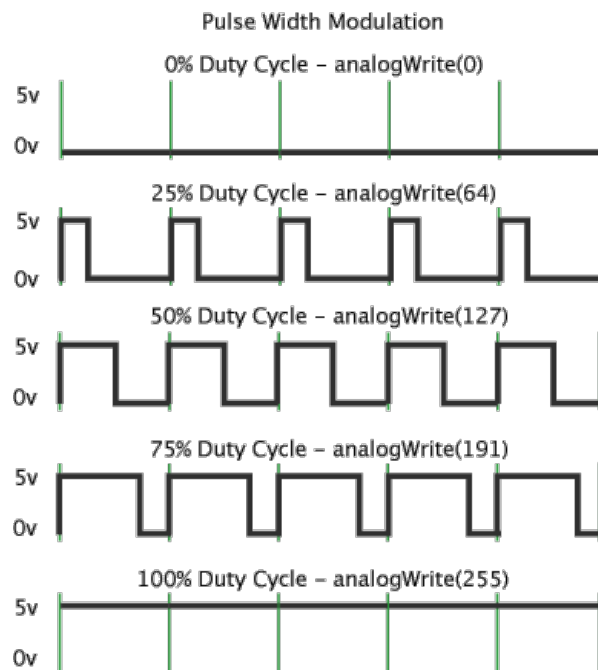 Pulse Width Modulation
0% Duty Cycle – analogWrite(0)
5v
0v
25% Duty Cycle – analogWrite(64)
5v
0v
50% Duty Cycle – analogWrite(127)
5v
0v
75% Duty Cycle – analogWrite(191)
5v
0v
100% Duty Cycle – analogWrite(255)
5v
0v